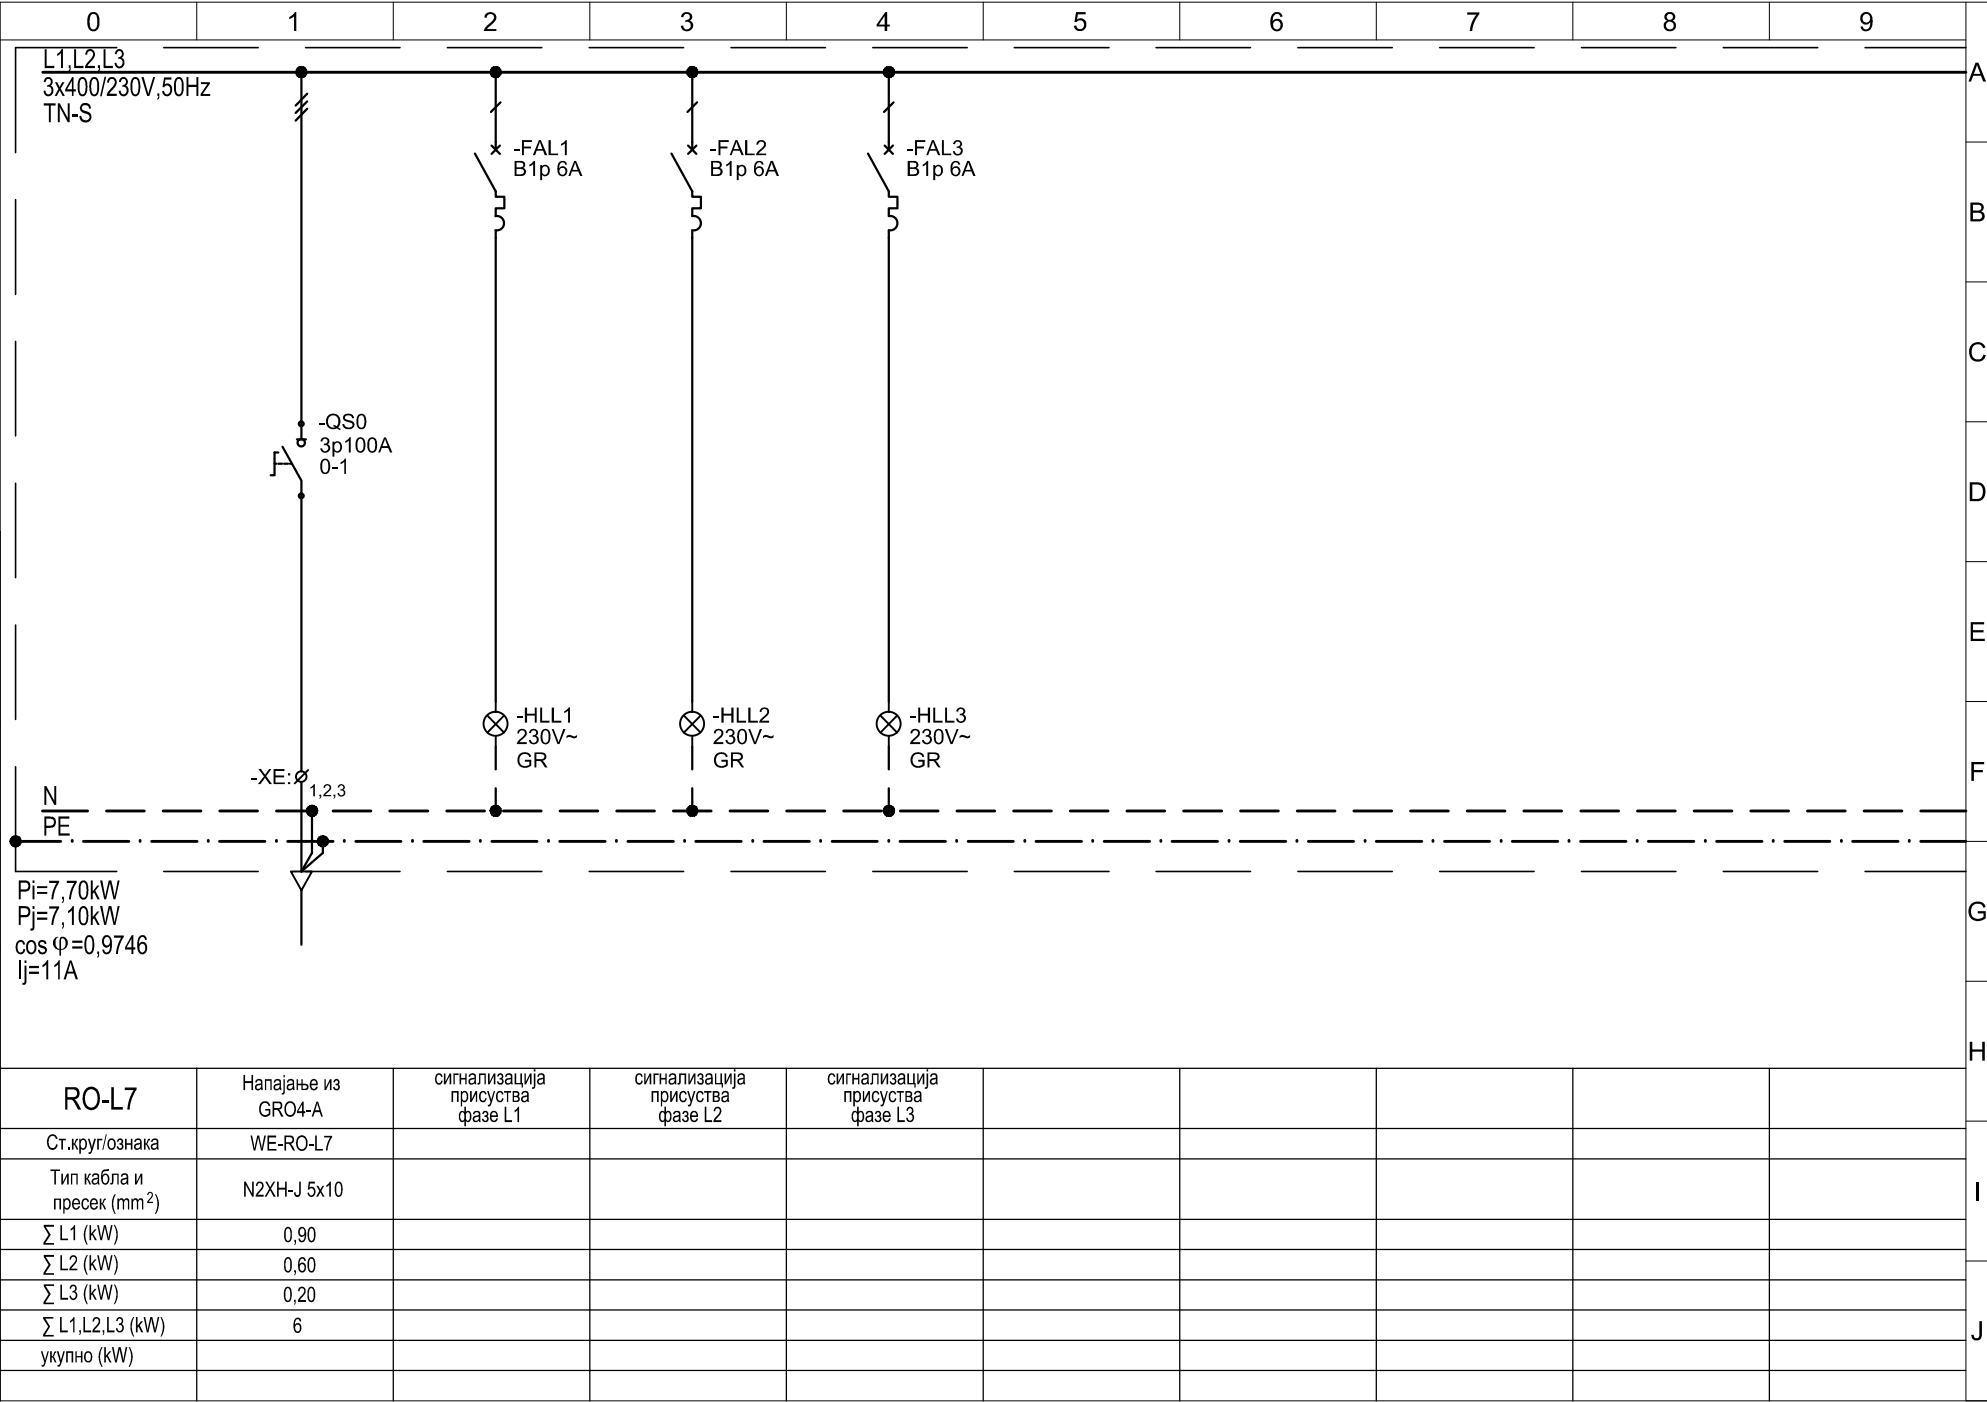 0 1 2 3 4 5 6 7 8 9
L1,L2,L3
3x400/230V,50Hz
TN-S
A
-FAL1
B1p 6A
-FAL2
B1p 6A
-FAL3
B1p 6A
B
C
-QS0
3p100A
0-1
D
E
-HLL1
230V~
GR
-HLL2
230V~
GR
-HLL3
230V~
GR
-XE:
1,2,3
F
N
PE
Pi=7,70kW
Pj=7,10kW
cos φ=0,9746
Ij=11A
G
H
RO-L7
Напајање из
GRO4-A
сигнализација
присуства
фазе L1
сигнализација
присуства
фазе L2
сигнализација
присуства
фазе L3
Ст.круг/ознака WE-RO-L7
Тип кабла и
пресек (mm²)
N2XH-J 5x10
I
∑ L1 (kW) 0,90
∑ L2 (kW) 0,60
∑ L3 (kW) 0,20
∑ L1,L2,L3 (kW) 6
J
укупно (kW)